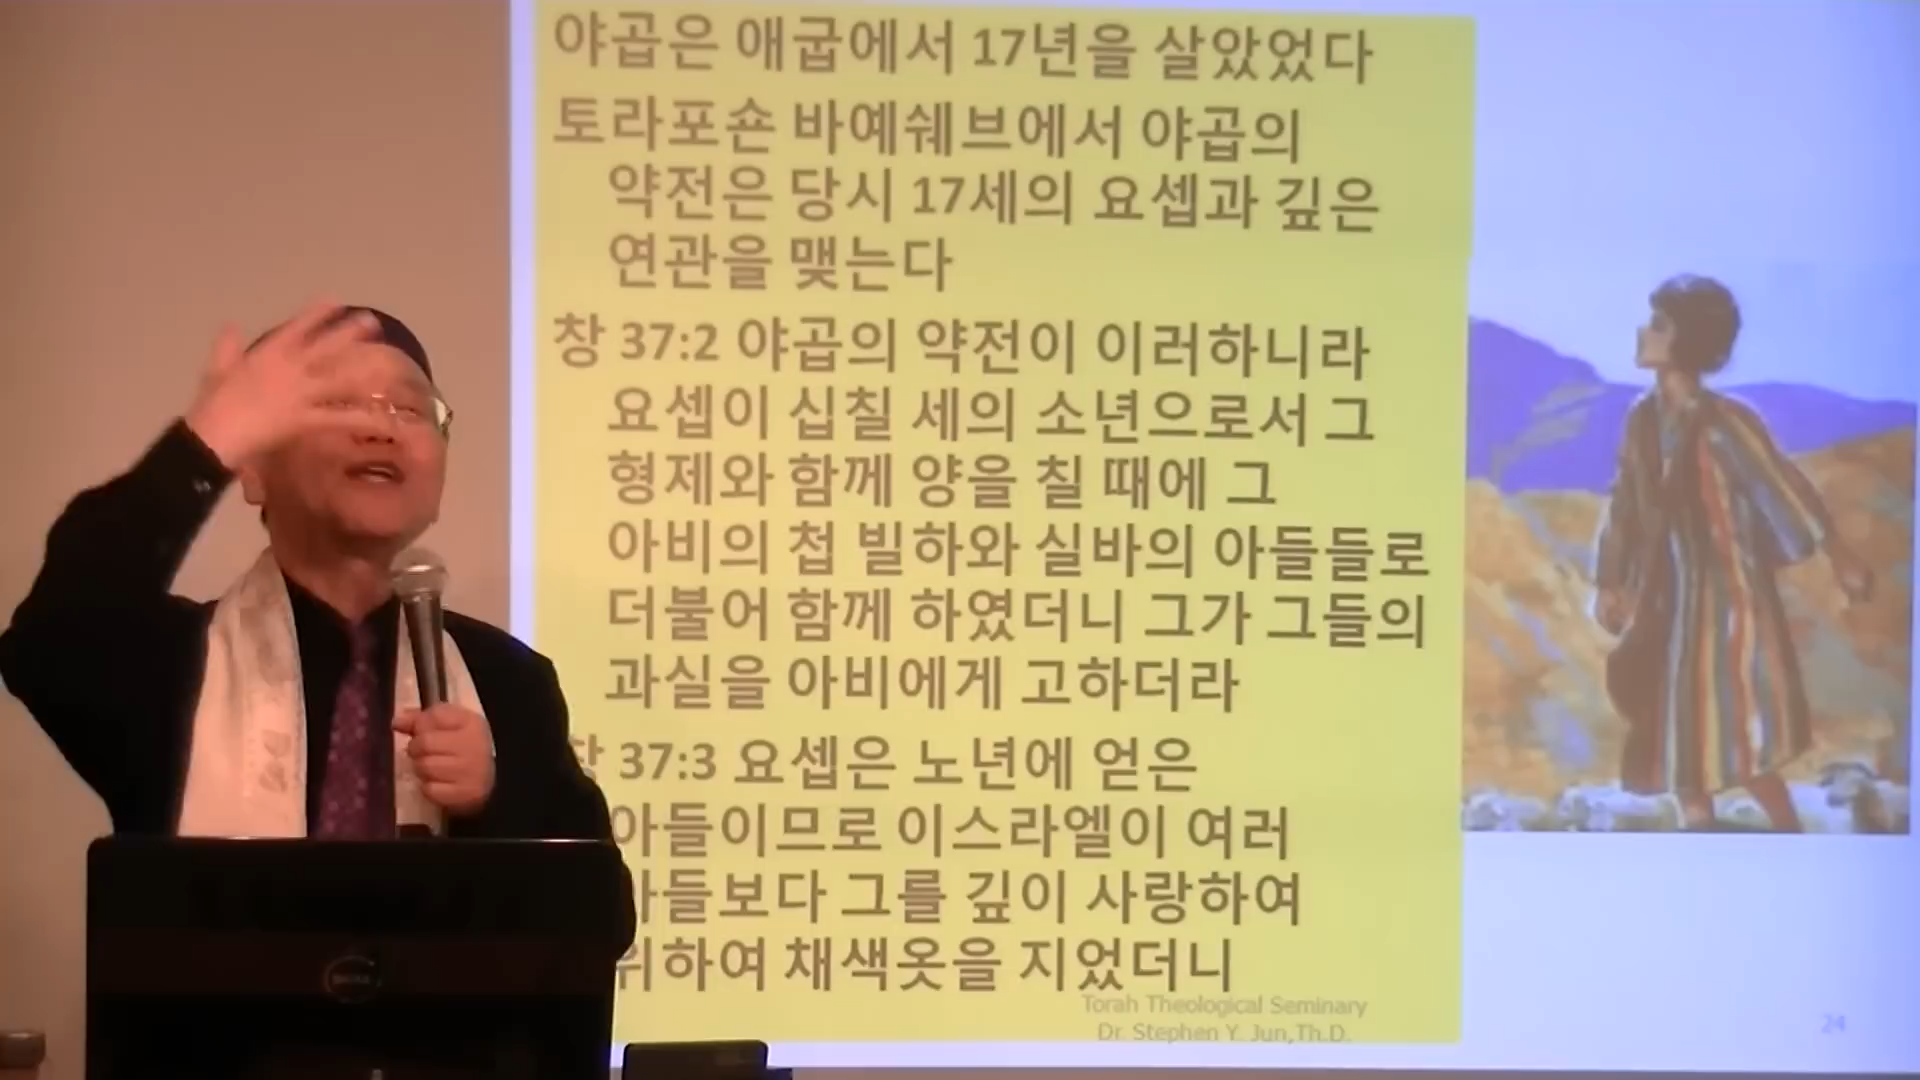 야곱은 애굽에서 17년을 살았었다
토라포숀 바예쉐브에서 야곱의
약전은 당시 17세의 요셉과 깊은
연관을 맺는다
창 37:2 야곱의 약전이 이러하니라
요셉이 십칠 세의 소년으로서 그
형제와 함께 양을 칠 때에 그
아비의 첩 빌하와 실바의 아들들로
더불어 함께 하였더니 그가 그들의
과실을 아비에게 고하더라
창 37:3 요셉은 노년에 얻은
아들이므로 이스라엘이 여러
아들보다 그를 깊이 사랑하여
위하여 채색옷을 지었더니
Torah Theological Seminary
Dr. Stephen Y. Jun,Th.D.
24